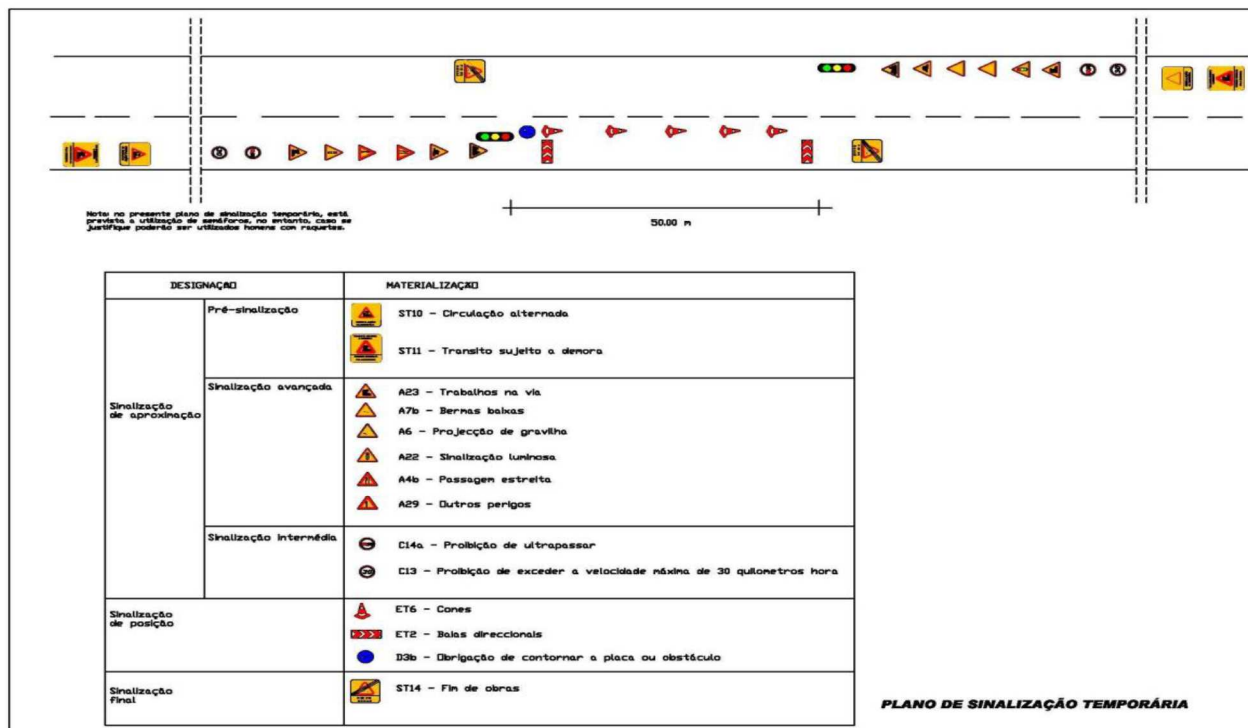 Nota: no presente plano de sinalização temporária, está
prevista a utilização de semáforos, no entanto, caso se
justifique poderão ser utilizados homens com raquetes.
50.00 m
DESIGNAÇÃO
MATERIALIZAÇÃO
Sinalização
de aproximação
Pré-sinalização
ST10 - Circulação alternada
ST11 - Transito sujeito a demora
Sinalização avançada
A23 - Trabalhos na via
A7b - Bermas baixas
A6 - Projecção de gravilha
A22 - Sinalização luminosa
A4b - Passagem estreita
A29 - Outros perigos
Sinalização intermédia
C14a - Proibição de ultrapassar
C13 - Proibição de exceder a velocidade máxima de 30 quilometros hora
Sinalização
de posição
ET6 - Cones
ET2 - Baias direccionais
D3b - Obrigação de contornar a placa ou obstáculo
Sinalização
final
ST14 - Fim de obras
PLANO DE SINALIZAÇÃO TEMPORÁRIA